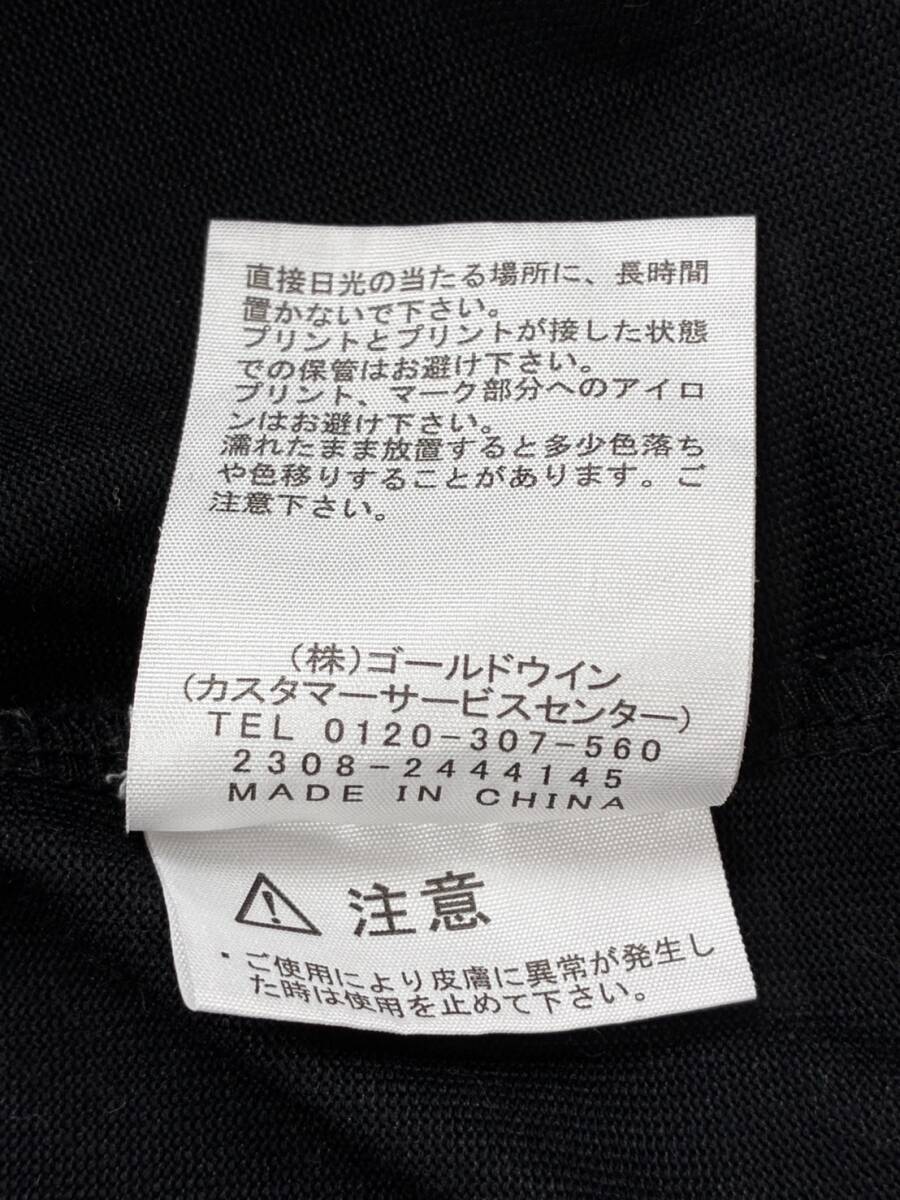 直接日光の当たる場所に、長時間
置かないで下さい。
プリントとプリントが接した状態
での保管はお避け下さい。
プリント、マーク部分へのアイロ
ンはお避け下さい。
濡れたまま放置すると多少色落ち
や色移りすることがあります。ご
注意下さい。
(株)ゴールドウイン
(カスタマーサービスセンター)
TEL 0120-307-560
2308-2444145
MADE IN CHINA
注意
・ご使用により皮膚に異常が発生し
た時は使用を止めて下さい。